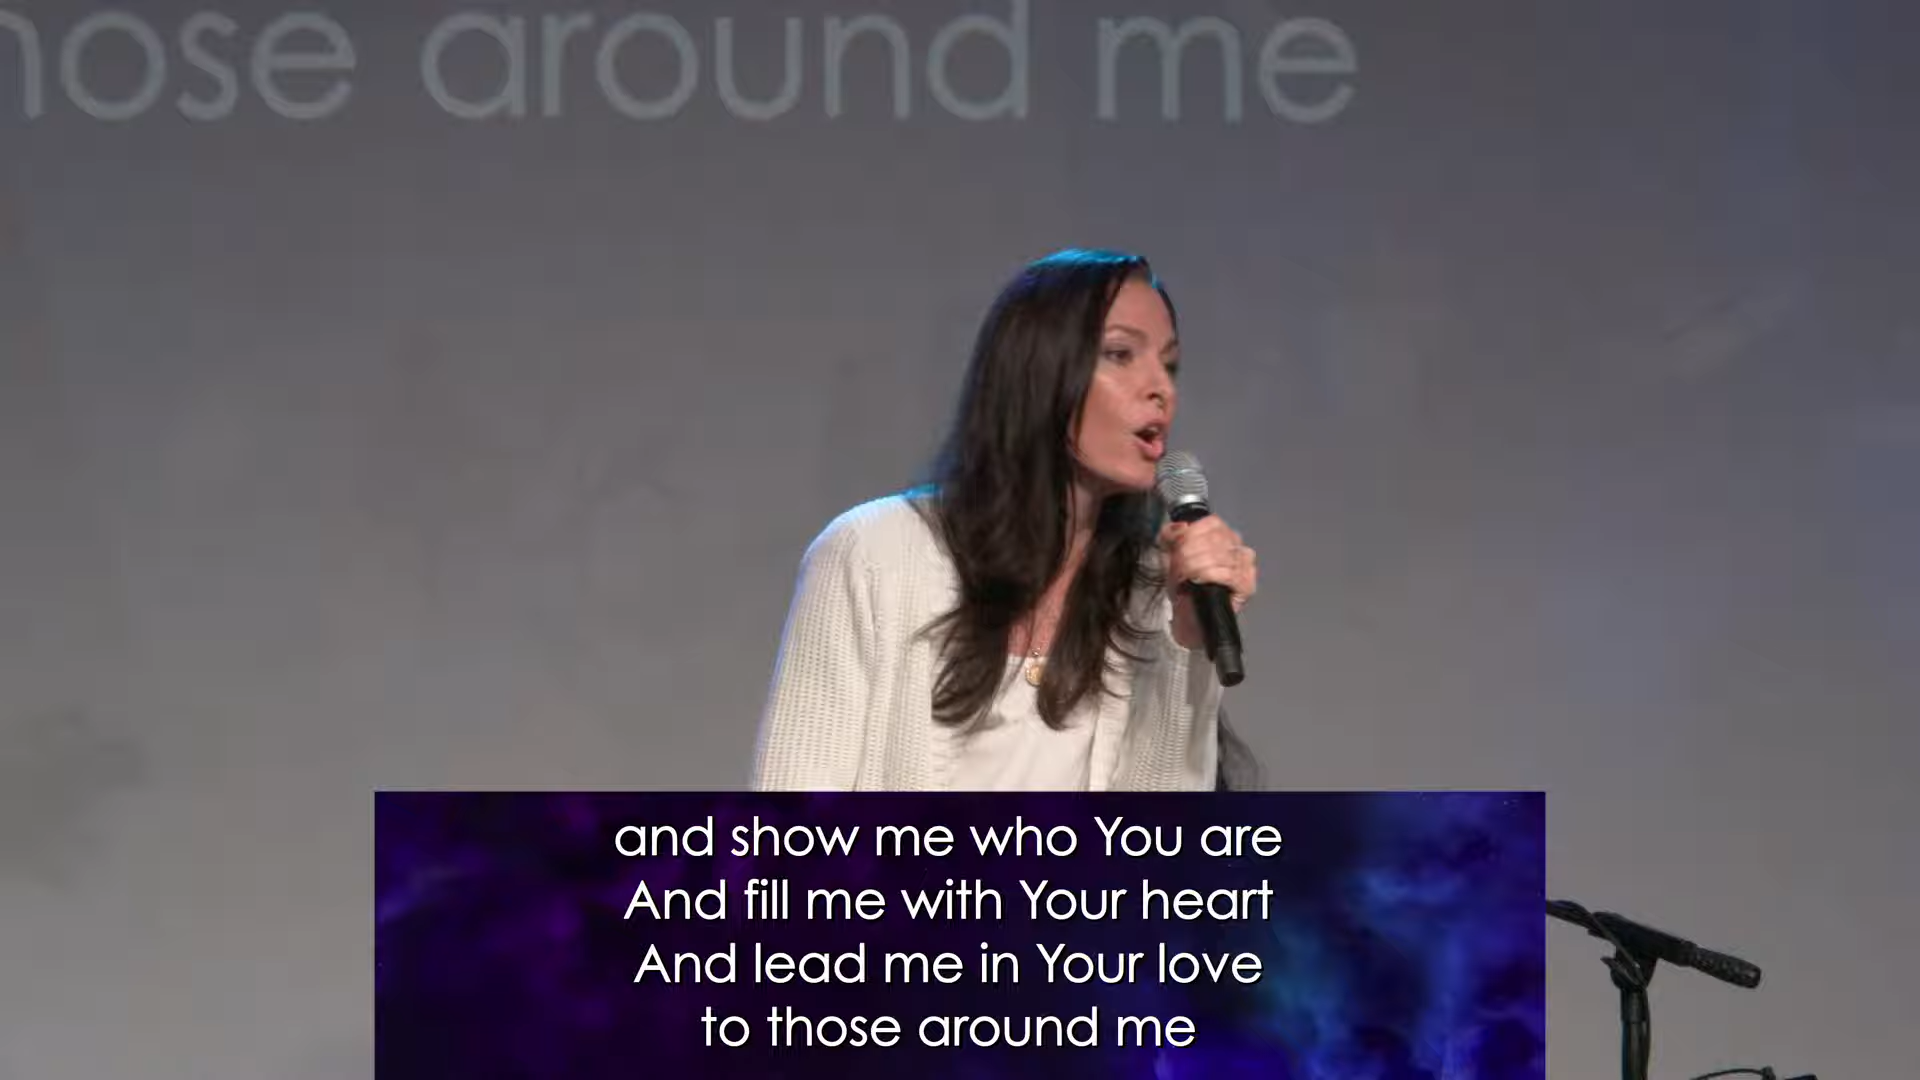 hose around me
and show me who You are
And fill me with Your heart
And lead me in Your love
to those around me